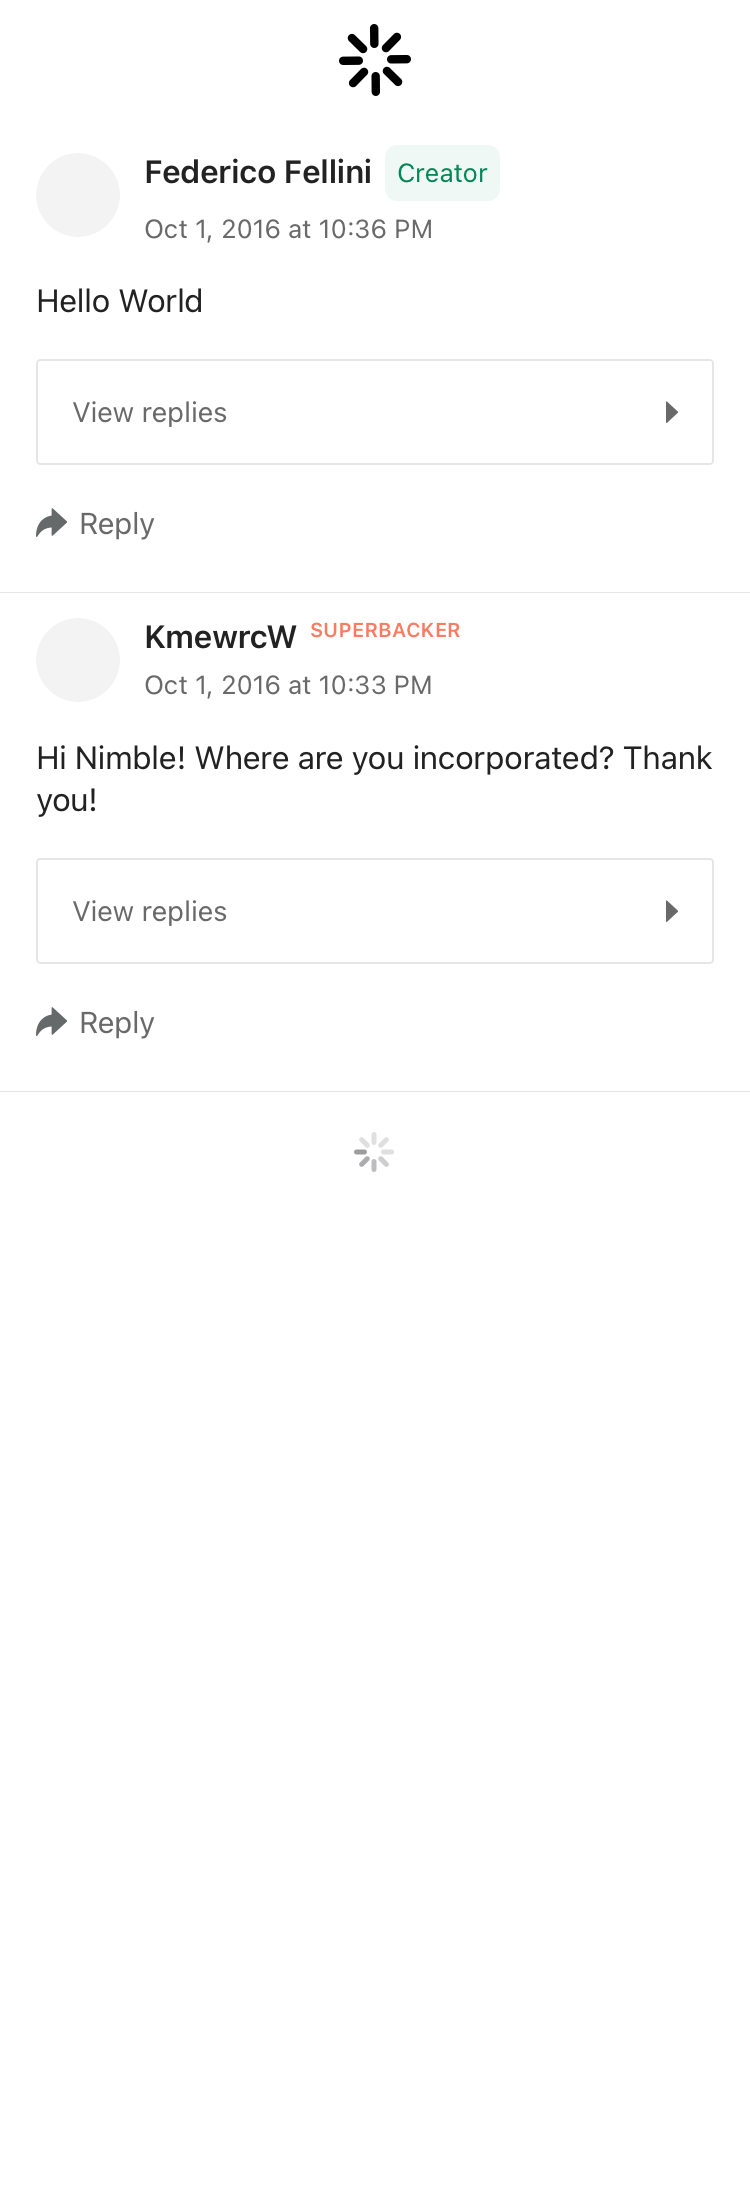 Federico Fellini Creator
Oct 1, 2016 at 10:36 PM
Hello World
View replies
Reply
KmewrcW SUPERBACKER
Oct 1, 2016 at 10:33 PM
Hi Nimble! Where are you incorporated? Thank
you!
View replies
Reply